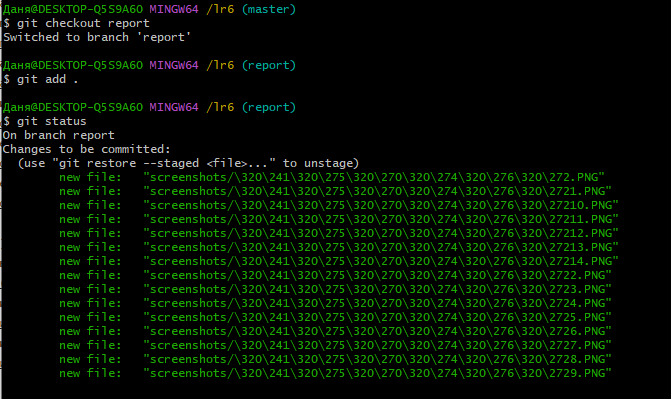 Даня@DESKTOP-Q5S9A6O MINGW64 /lr6 (master)
$ git checkout report
Switched to branch 'report'
Даня@DESKTOP-Q5S9A6O MINGW64 /lr6 (report)
$ git add .
Даня@DESKTOP-Q5S9A6O MINGW64 /lr6 (report)
$ git status
On branch report
Changes to be committed:
  (use "git restore --staged <file>..." to unstage)
        new file:   "screenshots/\320\241\320\275\320\270\320\274\320\276\320\272.PNG"
        new file:   "screenshots/\320\241\320\275\320\270\320\274\320\276\320\2721.PNG"
        new file:   "screenshots/\320\241\320\275\320\270\320\274\320\276\320\27210.PNG"
        new file:   "screenshots/\320\241\320\275\320\270\320\274\320\276\320\27211.PNG"
        new file:   "screenshots/\320\241\320\275\320\270\320\274\320\276\320\27212.PNG"
        new file:   "screenshots/\320\241\320\275\320\270\320\274\320\276\320\27213.PNG"
        new file:   "screenshots/\320\241\320\275\320\270\320\274\320\276\320\27214.PNG"
        new file:   "screenshots/\320\241\320\275\320\270\320\274\320\276\320\2722.PNG"
        new file:   "screenshots/\320\241\320\275\320\270\320\274\320\276\320\2723.PNG"
        new file:   "screenshots/\320\241\320\275\320\270\320\274\320\276\320\2724.PNG"
        new file:   "screenshots/\320\241\320\275\320\270\320\274\320\276\320\2725.PNG"
        new file:   "screenshots/\320\241\320\275\320\270\320\274\320\276\320\2726.PNG"
        new file:   "screenshots/\320\241\320\275\320\270\320\274\320\276\320\2727.PNG"
        new file:   "screenshots/\320\241\320\275\320\270\320\274\320\276\320\2728.PNG"
        new file:   "screenshots/\320\241\320\275\320\270\320\274\320\276\320\2729.PNG"